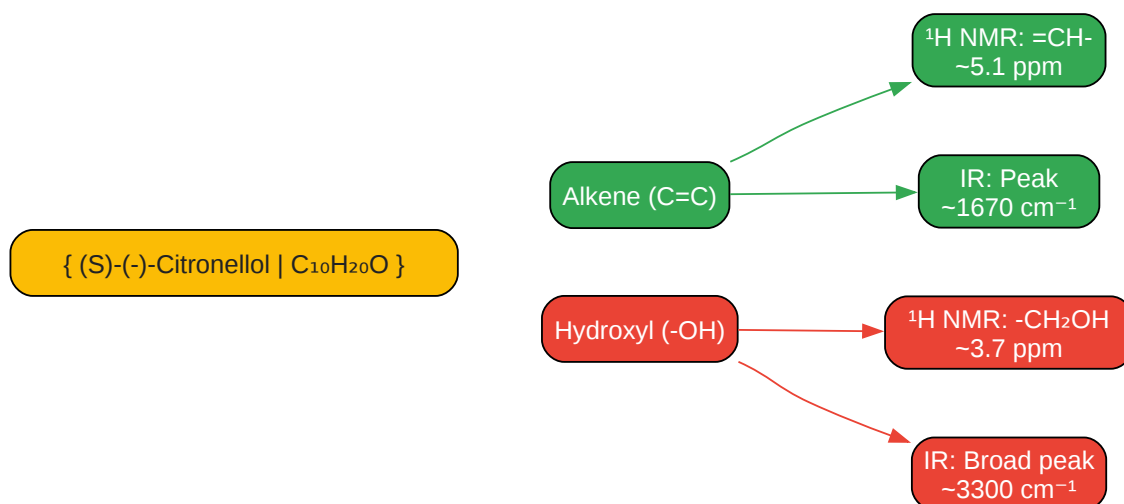 ¹H NMR: =CH-
~5.1 ppm
Alkene (C=C)
IR: Peak
~1670 cm⁻¹
{ (S)-(-)-Citronellol | C₁₀H₂₀O }
Hydroxyl (-OH)
¹H NMR: -CH₂OH
~3.7 ppm
IR: Broad peak
~3300 cm⁻¹